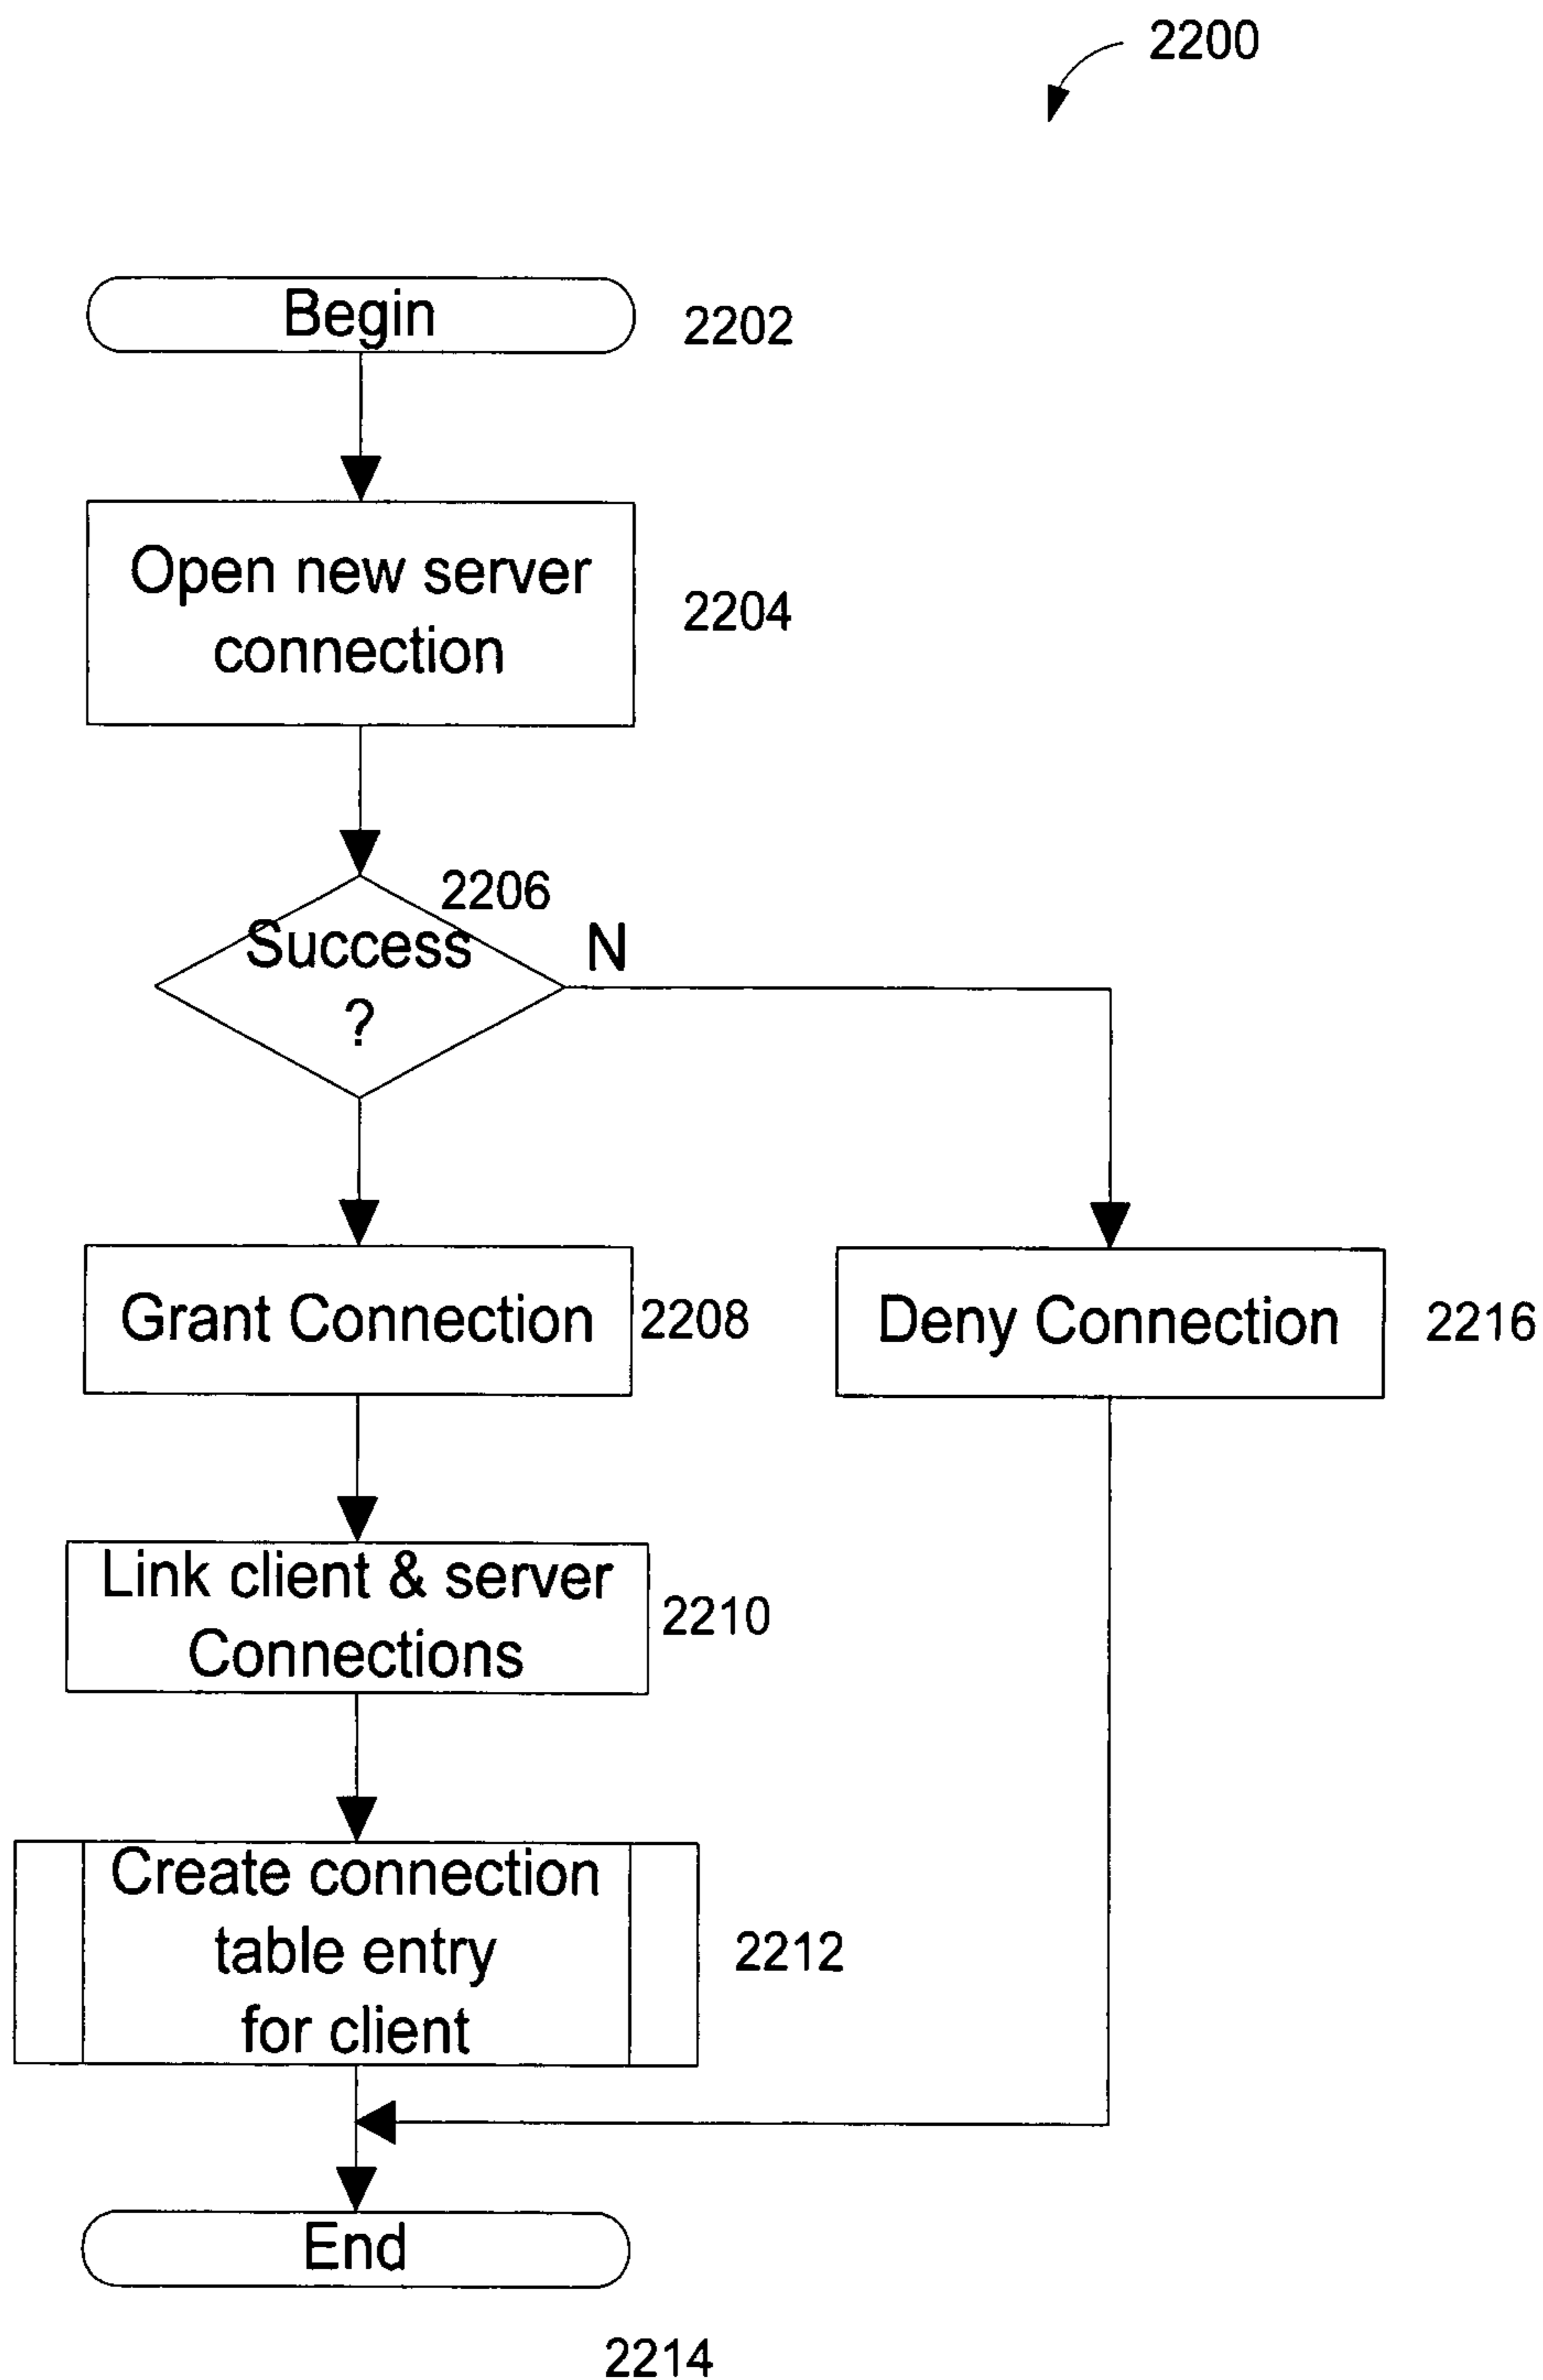 2200
Begin
2202
Open new server
connection
2204
2206
Success
?
N
Grant Connection
2208
Deny Connection
2216
Link client & server
Connections
2210
Create connection
table entry
for client
2212
End
2214